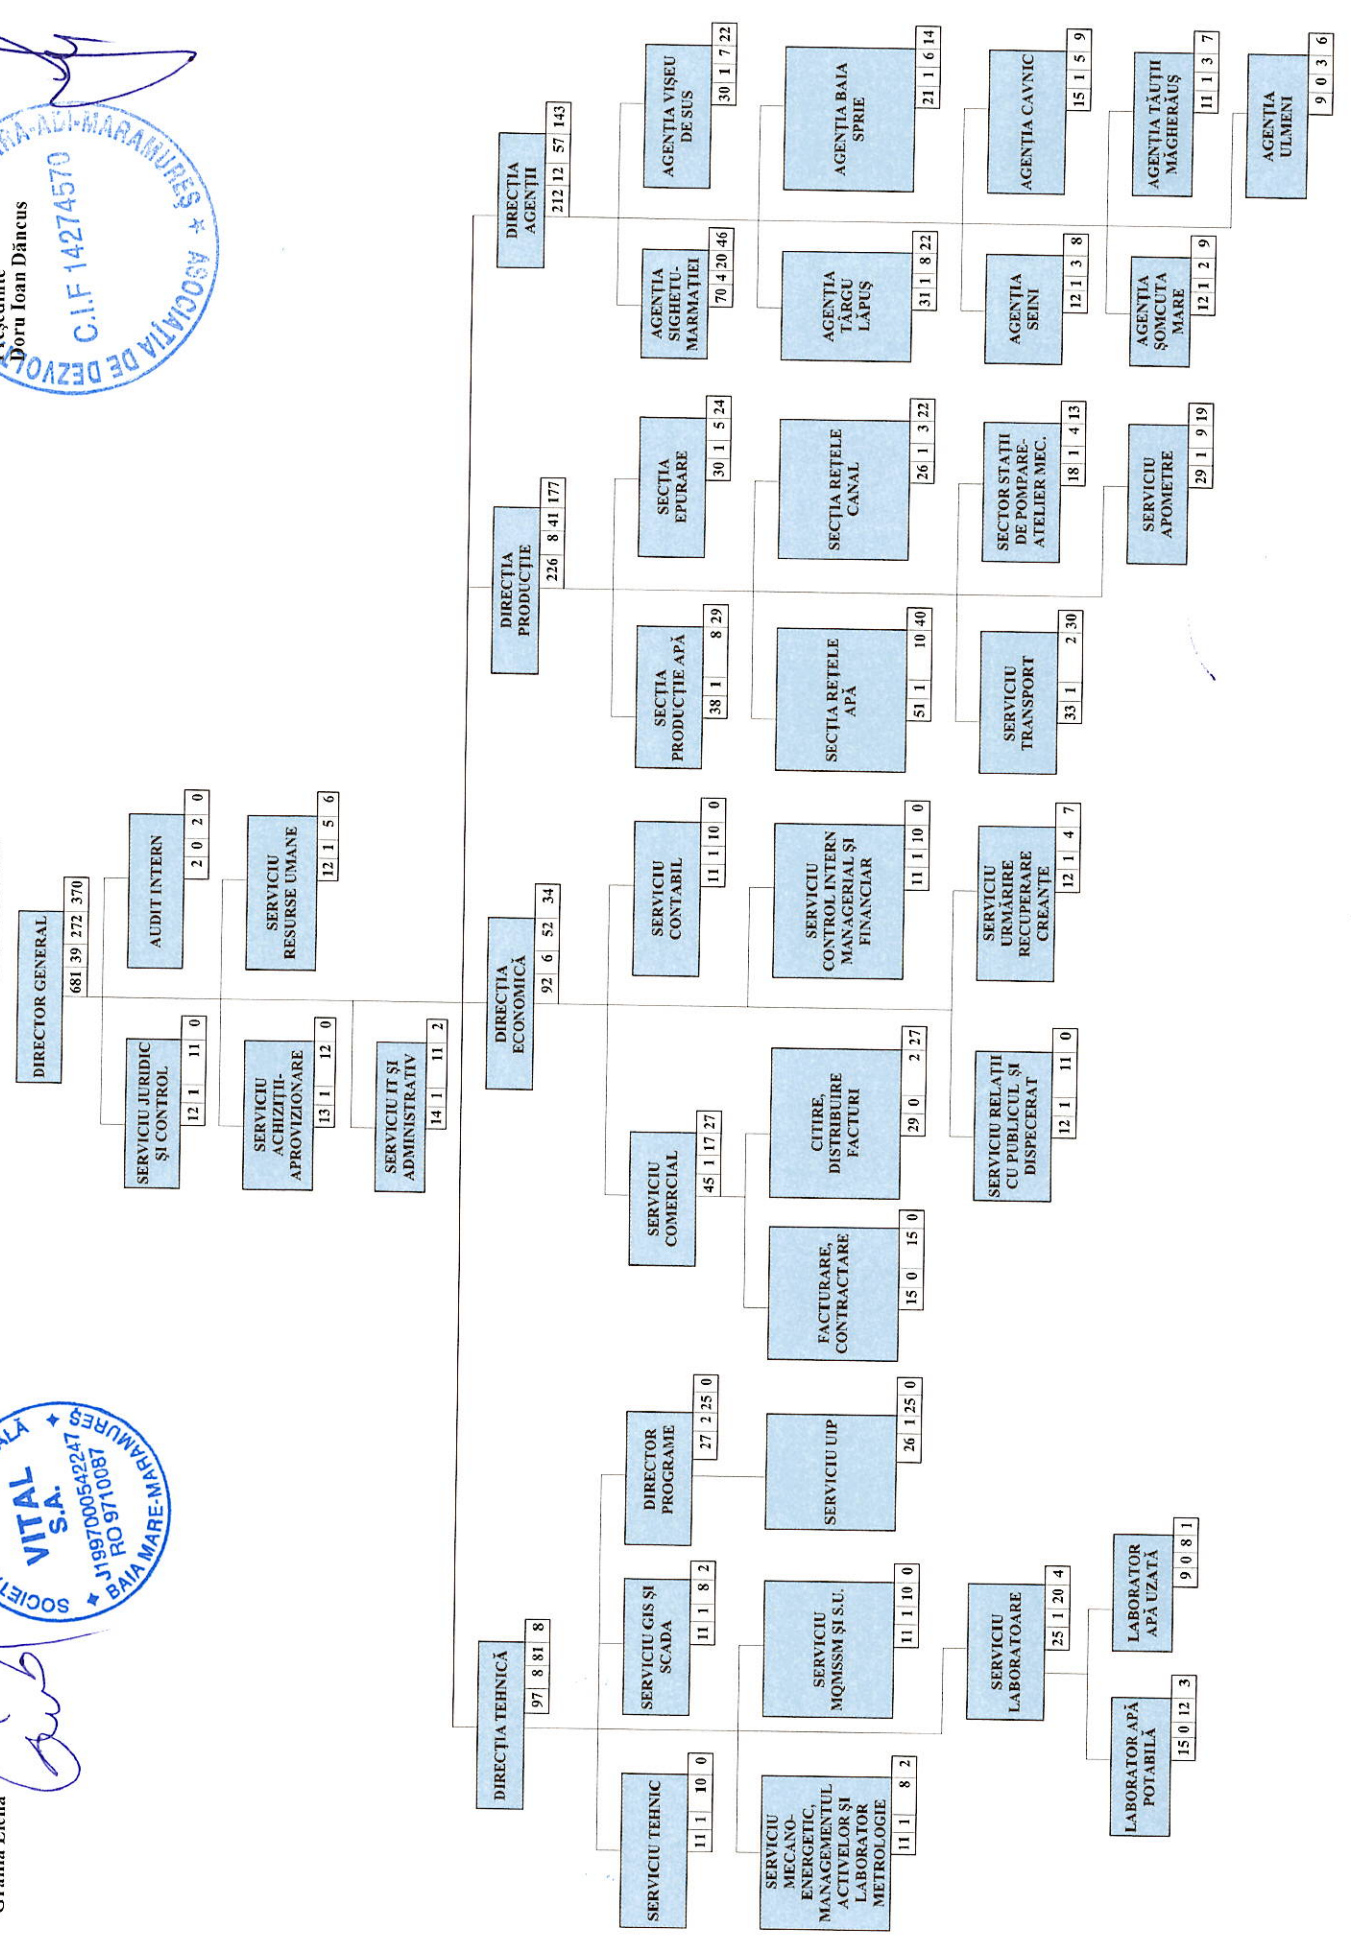 Doru Ioan Dăncus
ASOCIAȚIA DE DEZVOLT
RA-ADI-MARAMUREȘ
C.I.F 14274570
VITAL
S.A.
J1997000542247
RO 9710087
BAIA MARE-MARAMUREȘ
DIRECTOR GENERAL
681 39 272 370
SERVICIU JURIDIC
ȘI CONTROL
12 1 11 0
AUDIT INTERN
2 0 2 0
SERVICIU
ACHIZIȚII-
APROVIZIONARE
13 1 12 0
SERVICIU
RESURSE UMANE
12 1 5 6
SERVICIU IT ȘI
ADMINISTRATIV
14 1 11 2
DIRECȚIA TEHNICĂ
97 8 81 8
SERVICIU TEHNIC
11 1 10 0
SERVICIU GIS ȘI
SCADA
11 1 8 2
DIRECTOR
PROGRAME
27 2 25 0
SERVICIU
MECANO-
ENERGETIC,
MANAGEMENTUL
ACTIVELOR ȘI
LABORATOR
METROLOGIE
11 1 8 2
SERVICIU
MQMSSM ȘI S.U.
11 1 10 0
SERVICIU UIP
26 1 25 0
SERVICIU
LABORATOARE
25 1 20 4
LABORATOR APĂ
POTABILĂ
15 0 12 3
LABORATOR
APĂ UZATĂ
9 0 8 1
DIRECȚIA
ECONOMICĂ
92 6 52 34
SERVICIU
COMERCIAL
45 1 17 27
SERVICIU
CONTABIL
11 1 10 0
FACTURARE,
CONTRACTARE
15 0 15 0
CITIRE,
DISTRIBUIRE
FACTURI
29 0 2 27
SERVICIU
CONTROL INTERN
MANAGERIAL ȘI
FINANCIAR
11 1 10 0
SERVICIU RELAȚII
CU PUBLICUL ȘI
DISPECERAT
12 1 11 0
SERVICIU
URMĂRIRE
RECUPERARE
CREANTE
12 1 4 7
DIRECȚIA
PRODUCȚIE
226 8 41 177
SECȚIA
PRODUCȚIE APĂ
38 1 8 29
SECȚIA
EPURARE
30 1 5 24
SECȚIA REȚELE
APĂ
51 1 10 40
SECȚIA REȚELE
CANAL
26 1 3 22
SERVICIU
TRANSPORT
33 1 2 30
SECTOR STAȚII
DE POMPARE-
ATELIER MEC.
18 1 4 13
SERVICIU
APOMETRE
29 1 9 19
DIRECȚIA
AGENȚII
212 12 57 143
AGENȚIA
SIGHETU-
MARMAȚIEI
70 4 20 46
AGENȚIA VIȘEU
DE SUS
30 1 7 22
AGENȚIA
TÂRGU
LĂPUȘ
31 1 8 22
AGENȚIA BAIA
SPRIE
21 1 6 14
AGENȚIA
SEINI
12 1 3 8
AGENȚIA CAVNIC
15 1 5 9
AGENȚIA
ȘOMCUTA
MARE
12 1 2 9
AGENȚIA TĂUȚII
MĂGHERĂUȘ
11 1 3 7
AGENȚIA
ULMENI
9 0 3 6